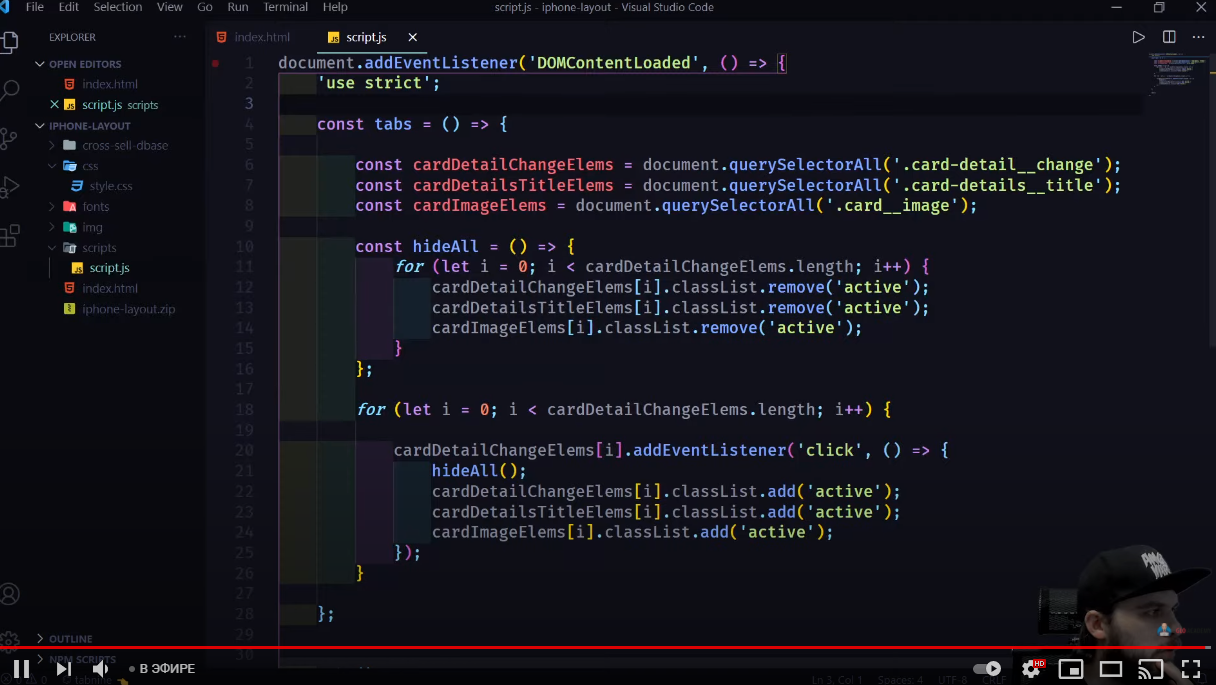 File Edit Selection View Go Run Terminal Help script.js - iphone-layout - Visual Studio Code
EXPLORER ... index.html script.js
OPEN EDITORS
index.html
script.js scripts
IPHONE-LAYOUT
cross-sell-dbase
css
style.css
fonts
img
scripts
script.js
index.html
iphone-layout.zip
OUTLINE
NPM SCRIPTS
1 document.addEventListener('DOMContentLoaded', () => {
2 'use strict';
3
4 const tabs = () => {
5
6 const cardDetailChangeElems = document.querySelectorAll('.card-detail__change');
7 const cardDetailsTitleElems = document.querySelectorAll('.card-details__title');
8 const cardImageElems = document.querySelectorAll('.card__image');
9
10 const hideAll = () => {
11 for (let i = 0; i < cardDetailChangeElems.length; i++) {
12 cardDetailChangeElems[i].classList.remove('active');
13 cardDetailsTitleElems[i].classList.remove('active');
14 cardImageElems[i].classList.remove('active');
15 }
16 };
17
18 for (let i = 0; i < cardDetailChangeElems.length; i++) {
19
20 cardDetailChangeElems[i].addEventListener('click', () => {
21 hideAll();
22 cardDetailChangeElems[i].classList.add('active');
23 cardDetailsTitleElems[i].classList.add('active');
24 cardImageElems[i].classList.add('active');
25 });
26 }
27
28 };
29
30
В ЭФИРЕ HD
Ln 3, Col 1 Spaces: 4 UTF-8 CRLF